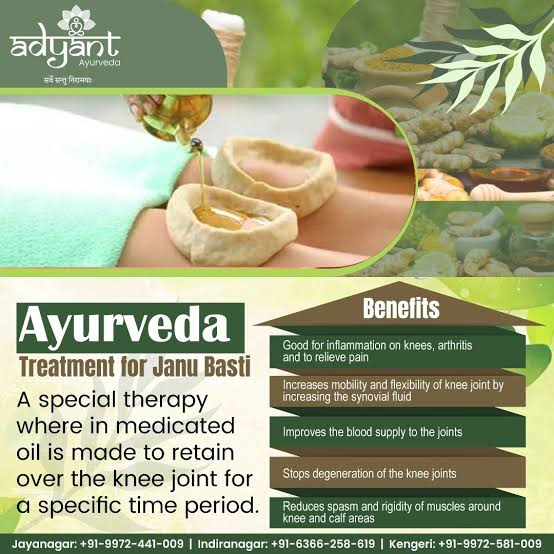 adyant
Ayurveda
सर्वे सन्तु निरामयाः
Ayurveda
Treatment for Janu Basti
A special therapy
where in medicated
oil is made to retain
over the knee joint for
a specific time period.
Benefits
Good for inflammation on knees, arthritis
and to relieve pain
Increases mobility and flexibility of knee joint by
increasing the synovial fluid
Improves the blood supply to the joints
Stops degeneration of the knee joints
Reduces spasm and rigidity of muscles around
knee and calf areas
Jayanagar: +91-9972-441-009 | Indiranagar: +91-6366-258-619 | Kengeri: +91-9972-581-009